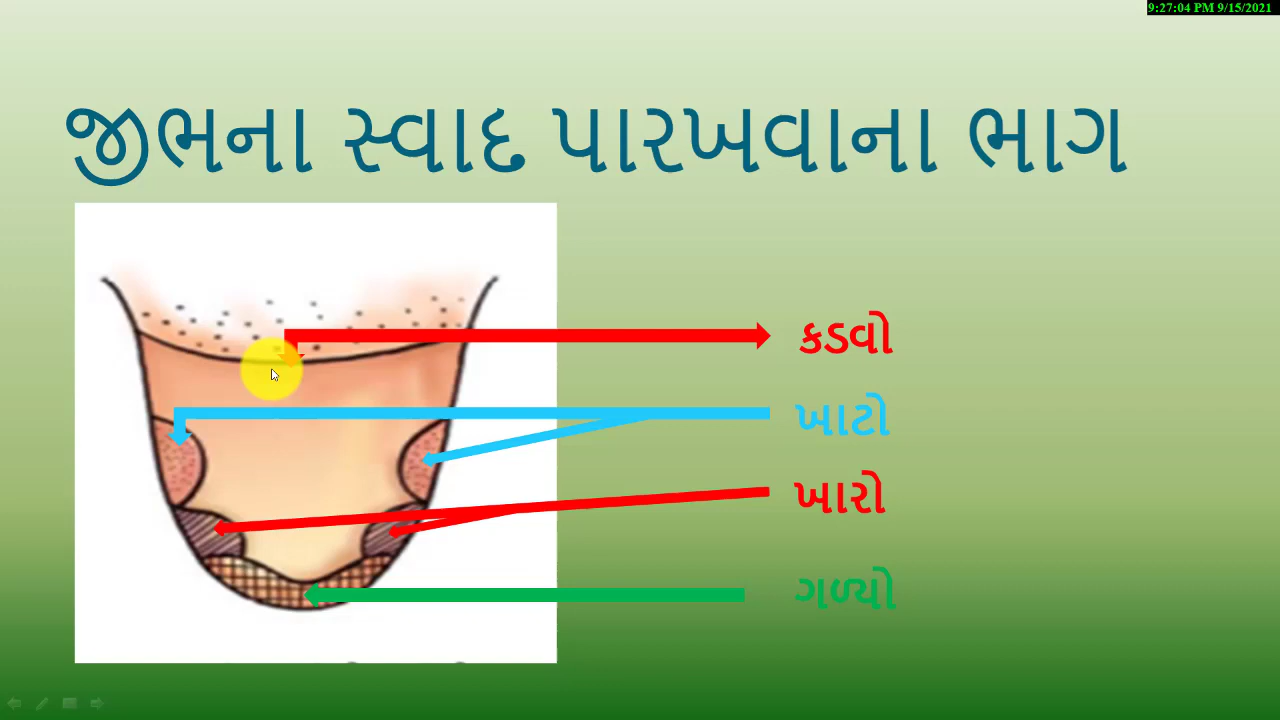 9:27:04 PM 9/15/2021
જીભના સ્વાદ પારખવાના ભાગ
કડવો
ખાટો
ખારો
ગળ્યો